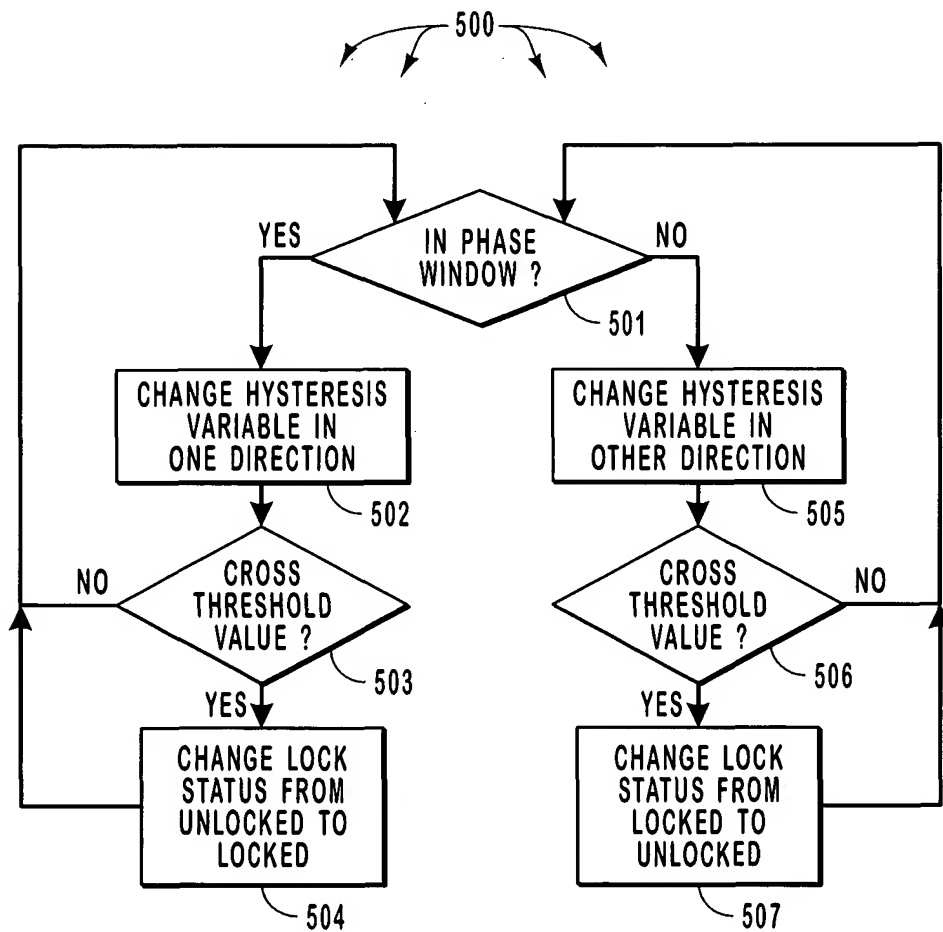 500
YES
IN PHASE
WINDOW ?
NO
501
CHANGE HYSTERESIS
VARIABLE IN
ONE DIRECTION
502
CHANGE HYSTERESIS
VARIABLE IN
OTHER DIRECTION
505
NO
CROSS
THRESHOLD
VALUE ?
503
CROSS
THRESHOLD
VALUE ?
NO
506
YES
CHANGE LOCK
STATUS FROM
UNLOCKED TO
LOCKED
504
YES
CHANGE LOCK
STATUS FROM
LOCKED TO
UNLOCKED
507